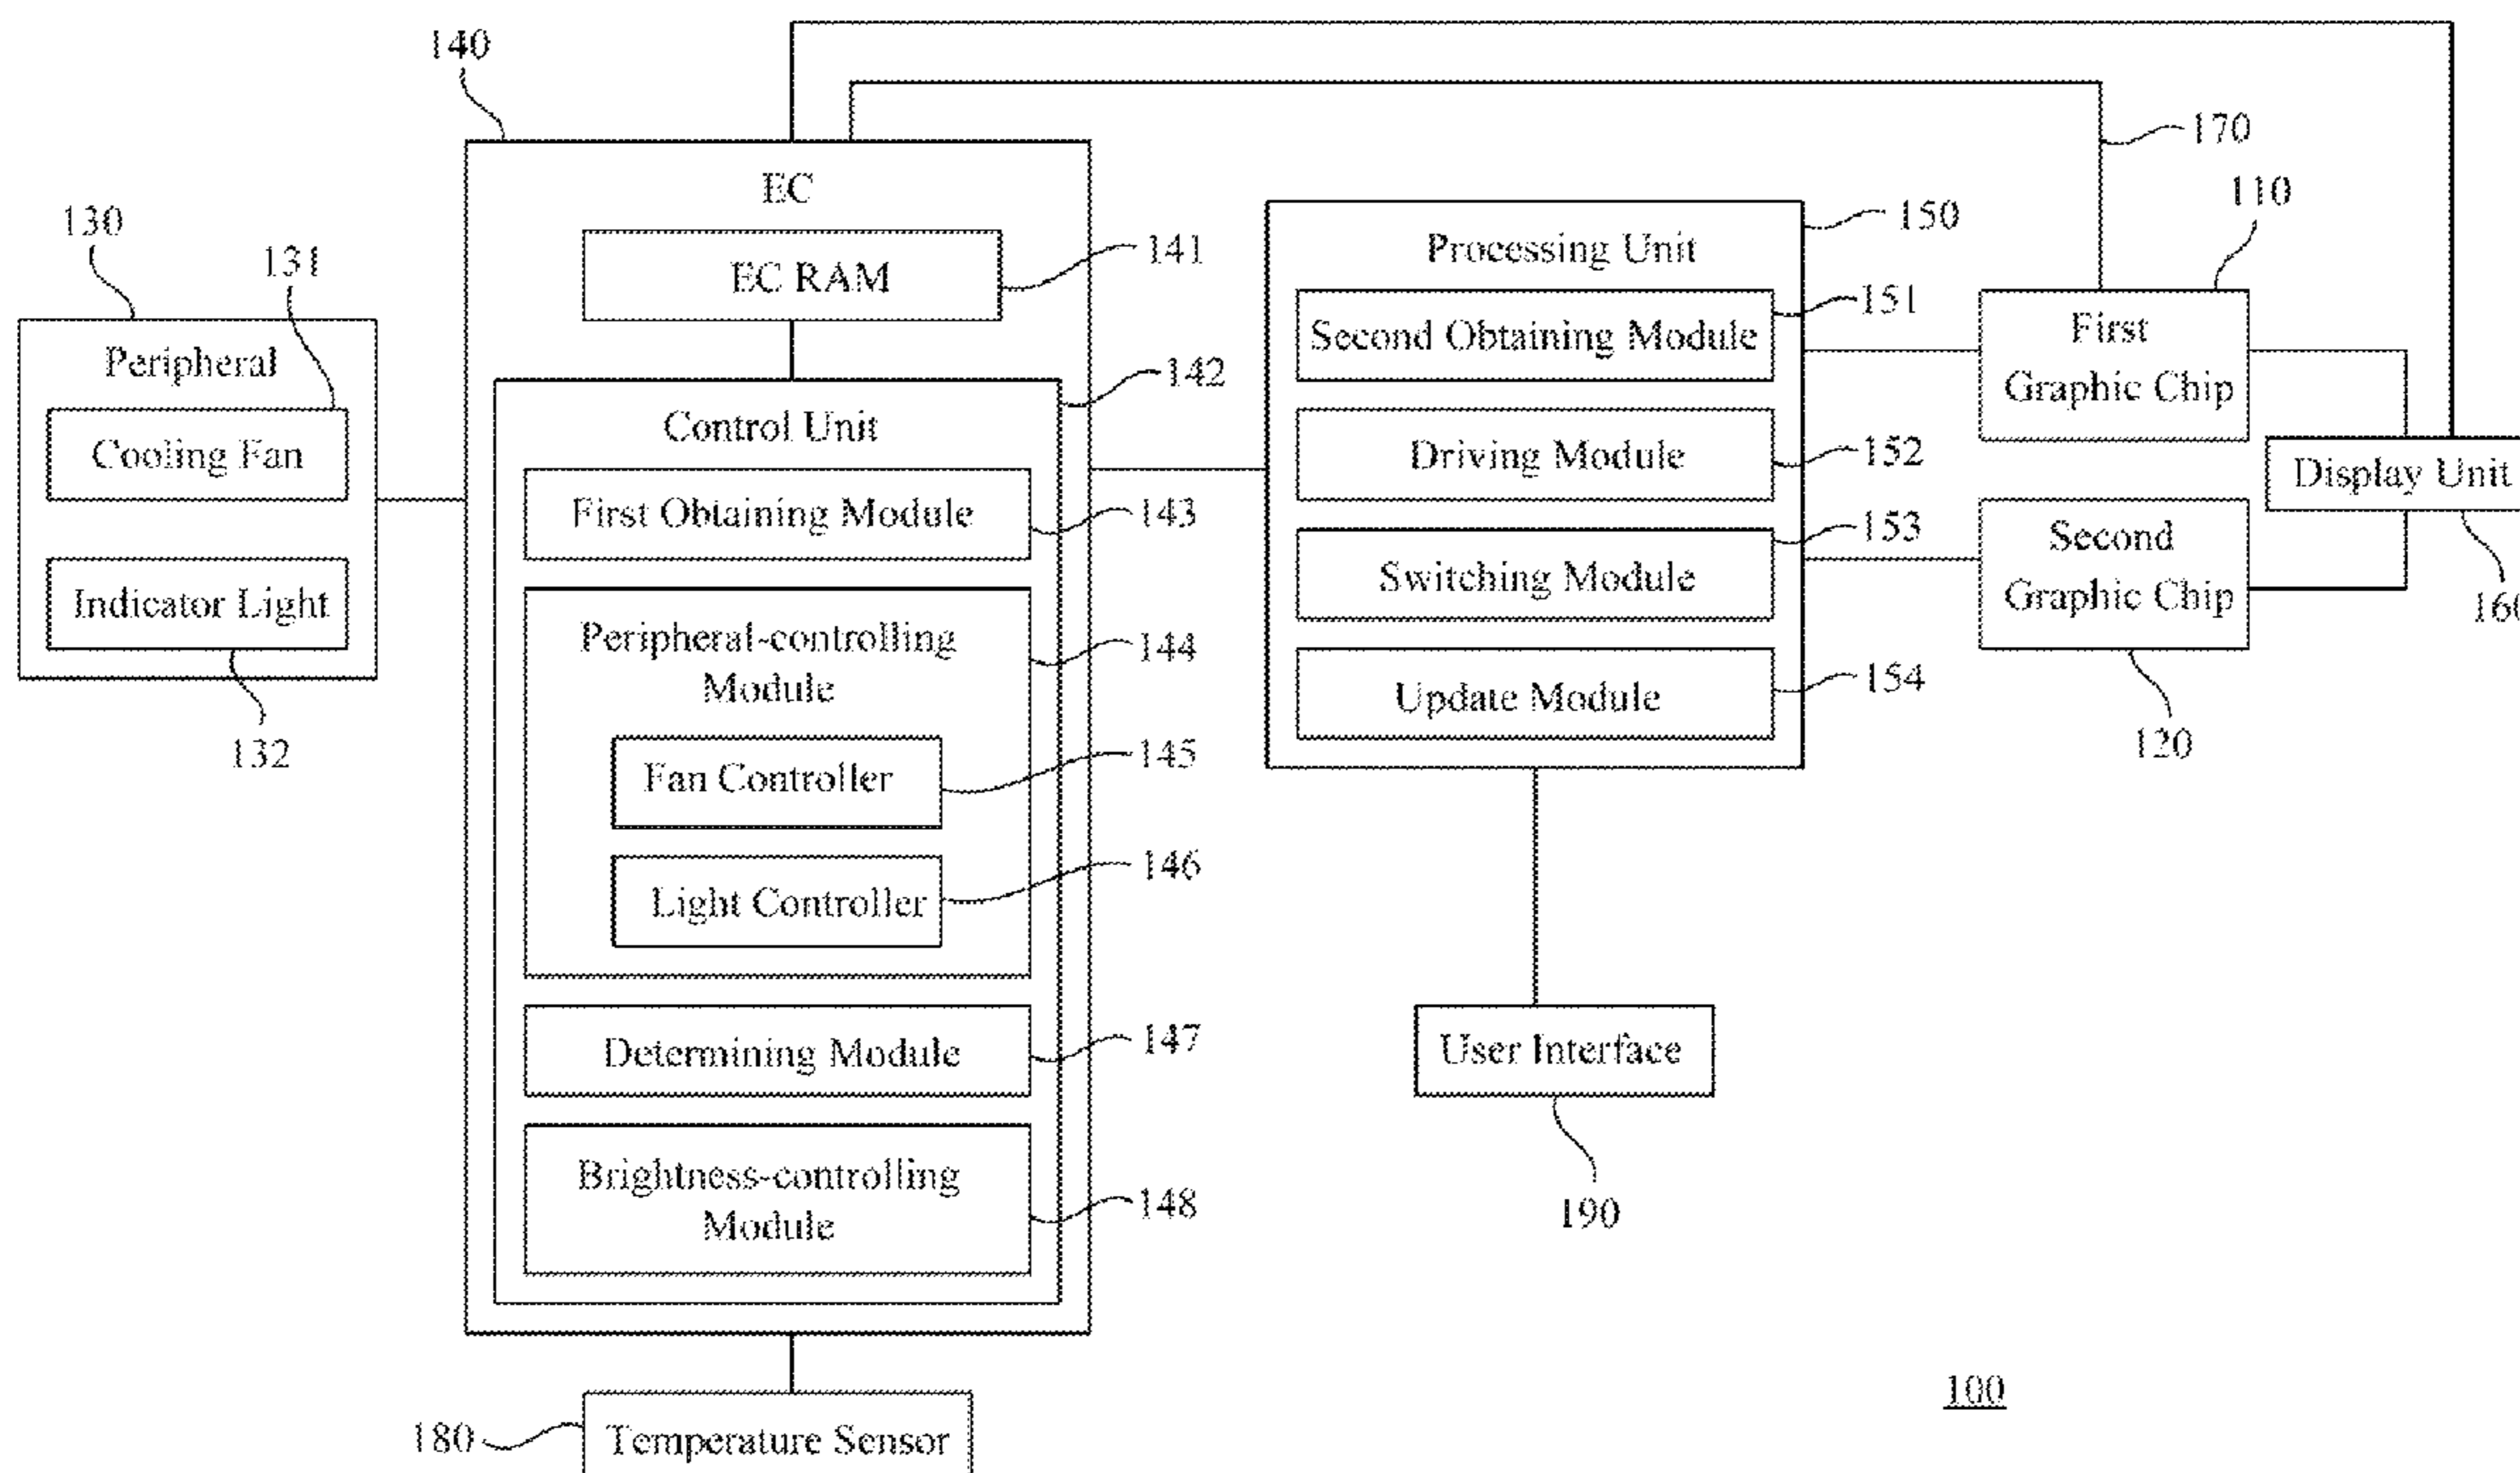 140
170
110
EC
130
150
Processing Unit
131
EC RAM
141
151
Peripheral
Second Obtaining Module
First
Graphic Chip
142
Control Unit
Cooling Fan
Driving Module
152
Display Unit
First Obtaining Module
143
153
Second
Graphic Chip
Indicator Light
Switching Module
160
Peripheral-controlling
Module
144
Update Module
154
132
120
Fan Controller
145
Light Controller
146
Determining Module
147
User Interface
Brightness-controlling
Module
148
190
100
180
Temperature Sensor